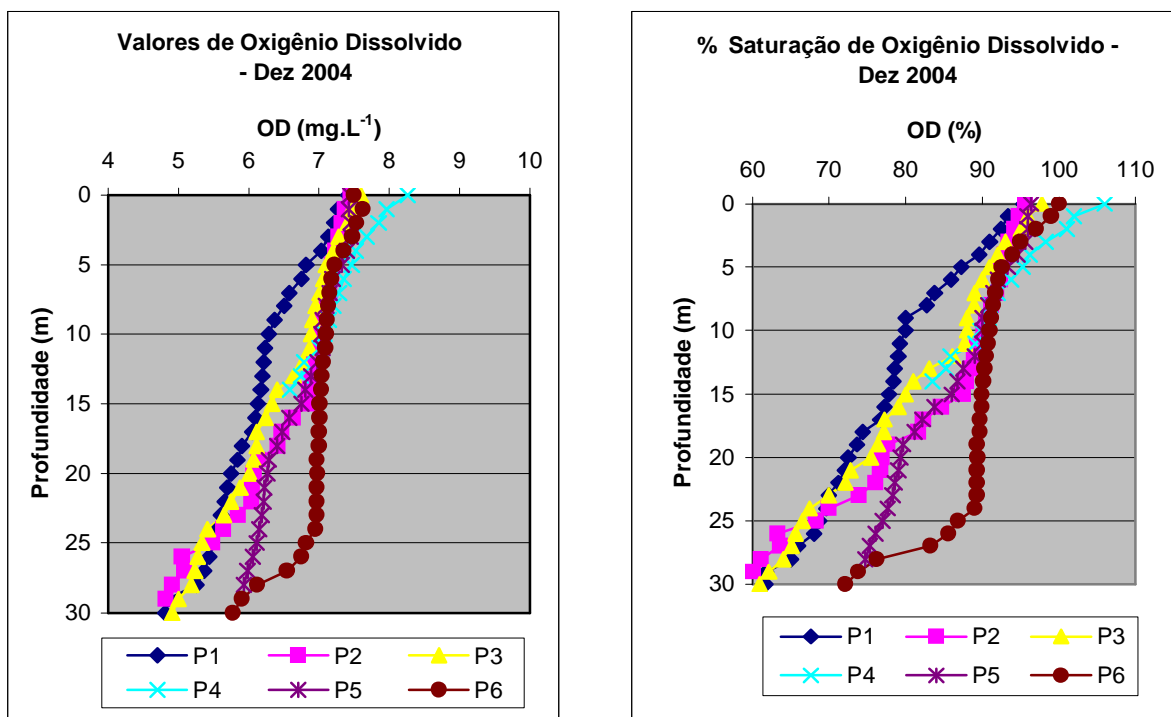 Valores de Oxigênio Dissolvido
- Dez 2004
OD (mg.L-1)
4 5 6 7 8 9 10
0
5
10
15
20
25
30
Profundidade (m)
P1 P2 P3
P4 P5 P6
% Saturação de Oxigênio Dissolvido -
Dez 2004
OD (%)
60 70 80 90 100 110
0
5
10
15
20
25
30
Profundidade (m)
P1 P2 P3
P4 P5 P6